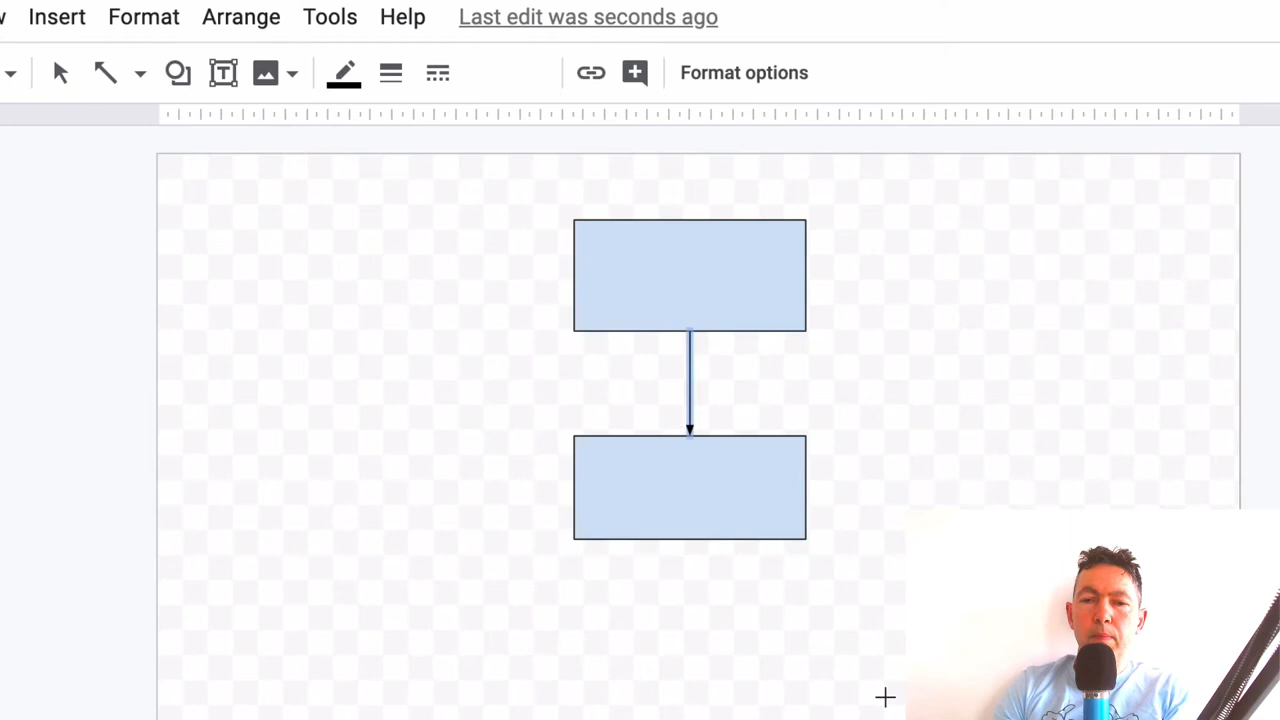 Insert Format Arrange Tools Help Last edit was seconds ago
Format options